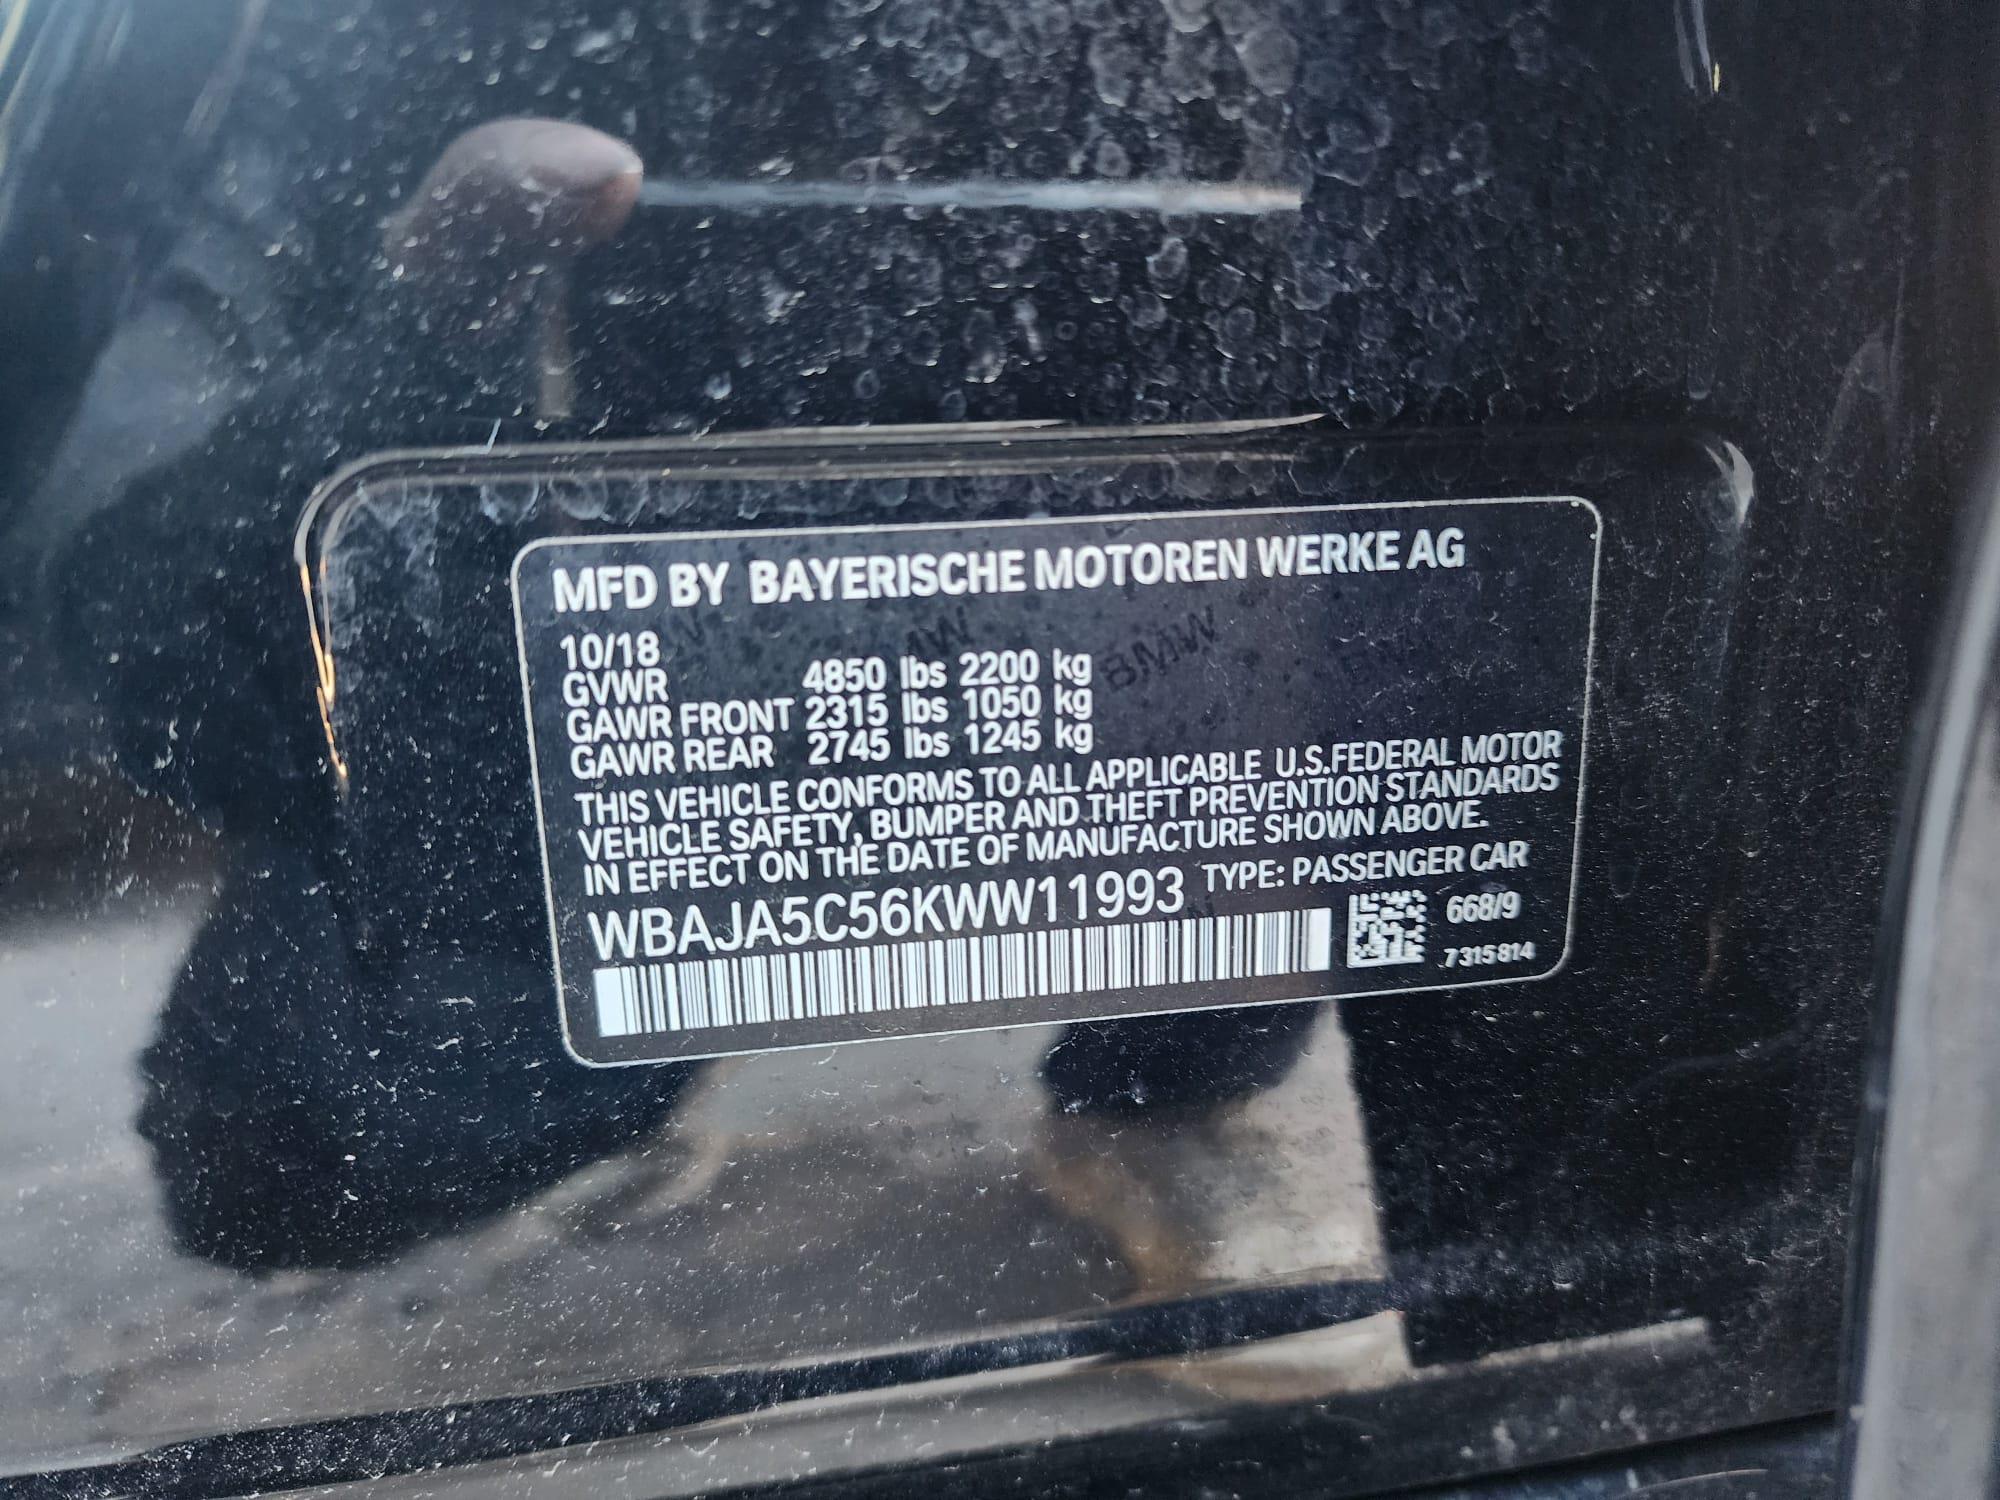 MFD BY BAYERISCHE MOTOREN WERKE AG
10/18
GVWR 4850 lbs 2200 kg
GAWR FRONT 2315 lbs 1050 kg
GAWR REAR 2745 lbs 1245 kg
THIS VEHICLE CONFORMS TO ALL APPLICABLE U.S.FEDERAL MOTOR
VEHICLE SAFETY, BUMPER AND THEFT PREVENTION STANDARDS
IN EFFECT ON THE DATE OF MANUFACTURE SHOWN ABOVE.
WBAJA5C56KWW11993 TYPE: PASSENGER CAR
668/9
7315814
BMW
BMW